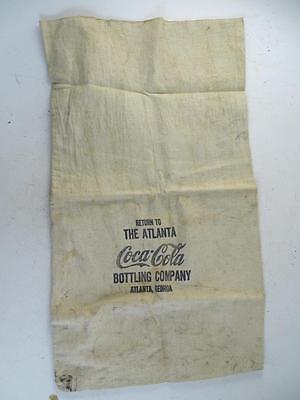 RETURN TO
THE ATLANTA
Coca-Cola
BOTTLING COMPANY
ATLANTA, GEORGIA